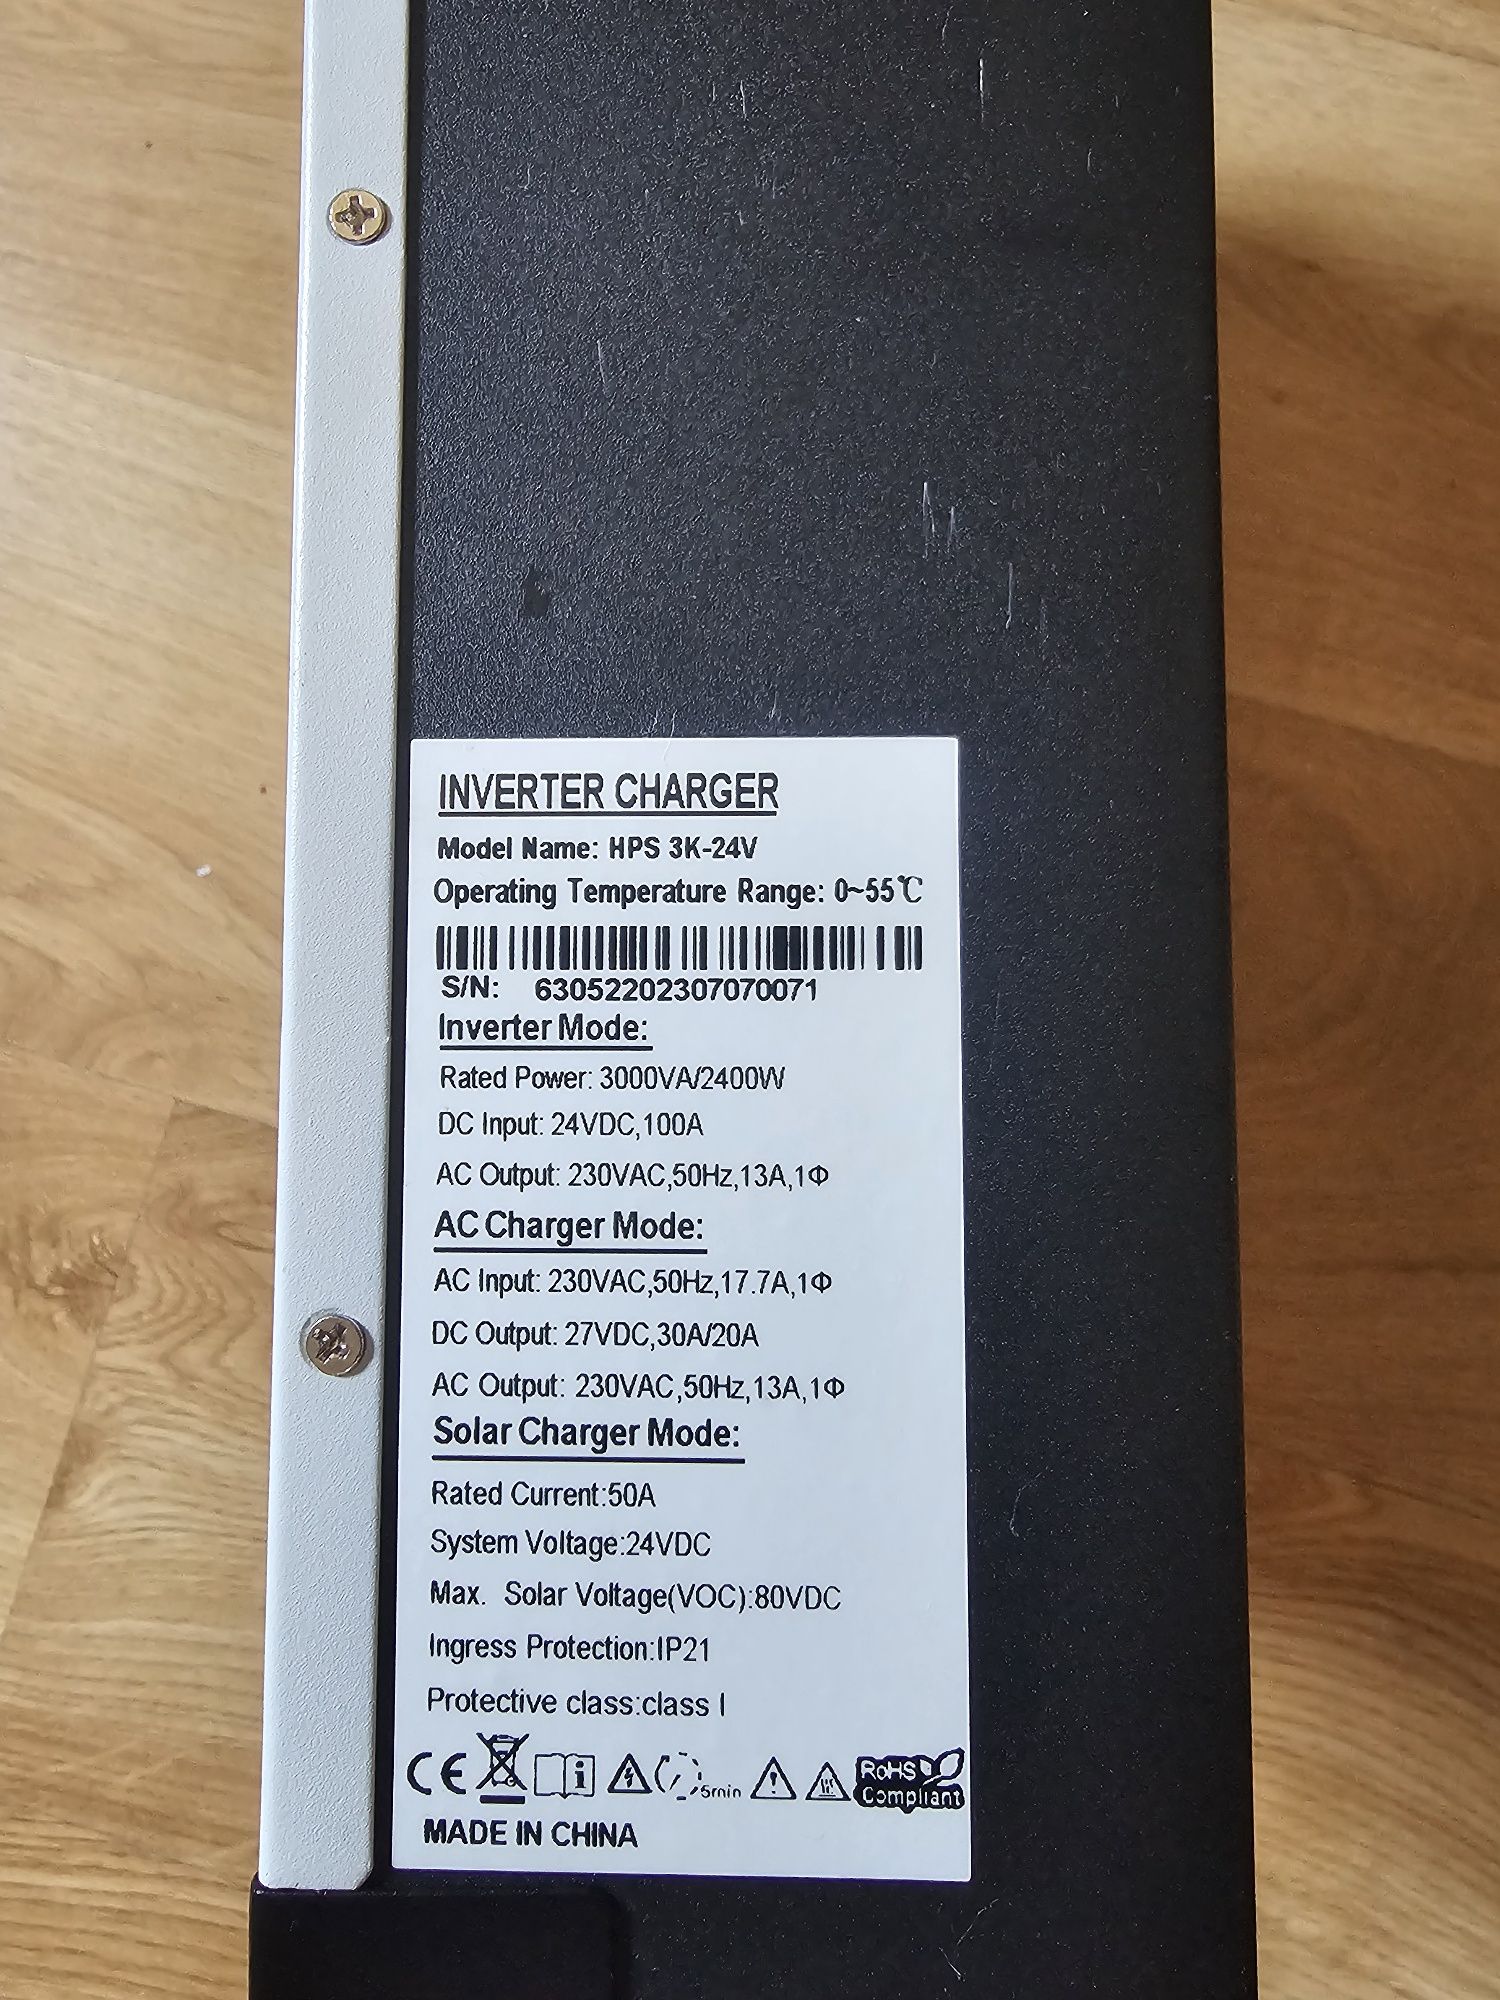 INVERTER CHARGER
Model Name: HPS 3K-24V
Operating Temperature Range: 0~55℃
S/N: 63052202307070071
Inverter Mode:
Rated Power: 3000VA/2400W
DC Input: 24VDC,100A
AC Output: 230VAC,50Hz,13A,1Φ
AC Charger Mode:
AC Input: 230VAC,50Hz,17.7A,1Φ
DC Output: 27VDC,30A/20A
AC Output: 230VAC,50Hz,13A,1Φ
Solar Charger Mode:
Rated Current:50A
System Voltage:24VDC
Max. Solar Voltage(VOC):80VDC
Ingress Protection:IP21
Protective class:class I
CE i 5min RoHS
Compliant
MADE IN CHINA